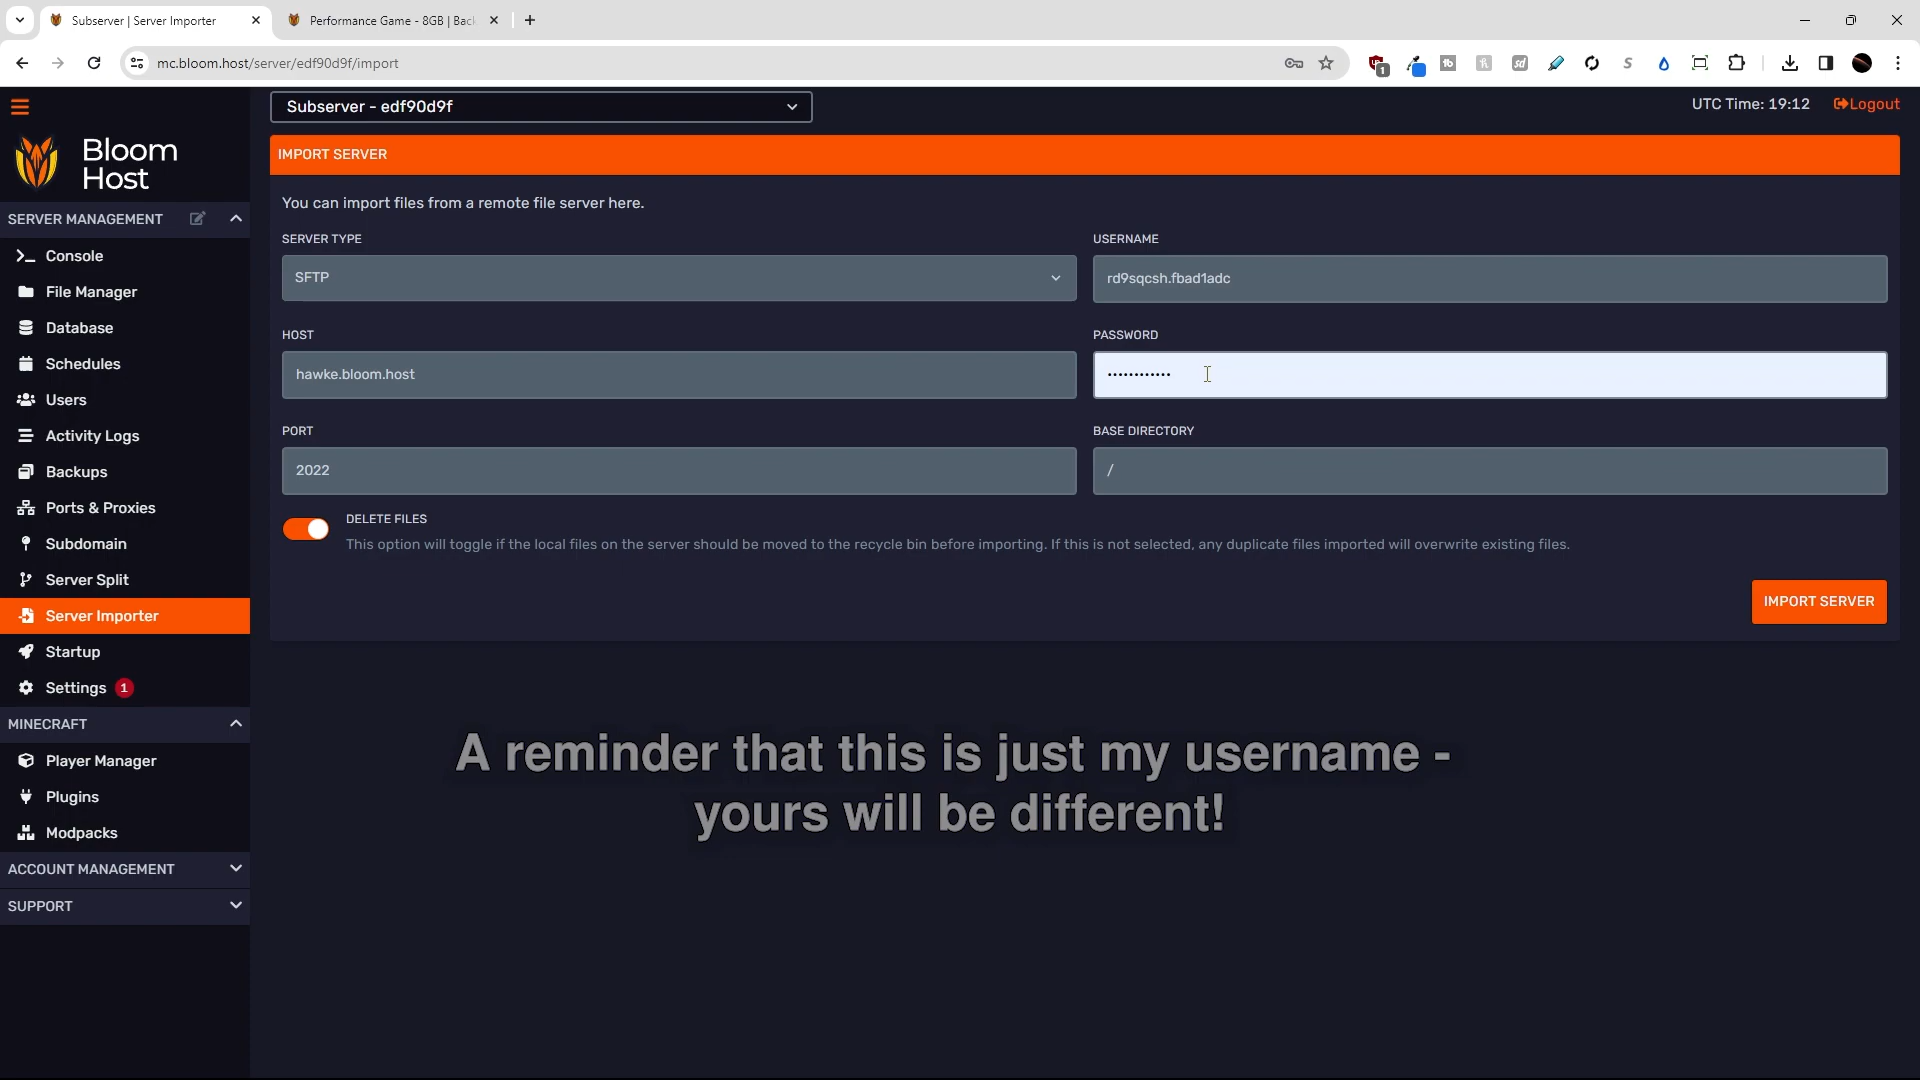 Subserver | Server Importer
Performance Game - 8GB | Bac
mc.bloom.host/server/edf90d9f/import
1
Subserver - edf90d9f
UTC Time: 19:12
Logout
Bloom
Host
IMPORT SERVER
You can import files from a remote file server here.
SERVER TYPE
SFTP
USERNAME
rd9sqcsh.fbad1adc
HOST
hawke.bloom.host
PASSWORD
••••••••••••
PORT
2022
BASE DIRECTORY
/
DELETE FILES
This option will toggle if the local files on the server should be moved to the recycle bin before importing. If this is not selected, any duplicate files imported will overwrite existing files.
IMPORT SERVER
SERVER MANAGEMENT
Console
File Manager
Database
Schedules
Users
Activity Logs
Backups
Ports & Proxies
Subdomain
Server Split
Server Importer
Startup
Settings 1
MINECRAFT
Player Manager
Plugins
Modpacks
ACCOUNT MANAGEMENT
SUPPORT
A reminder that this is just my username -
yours will be different!